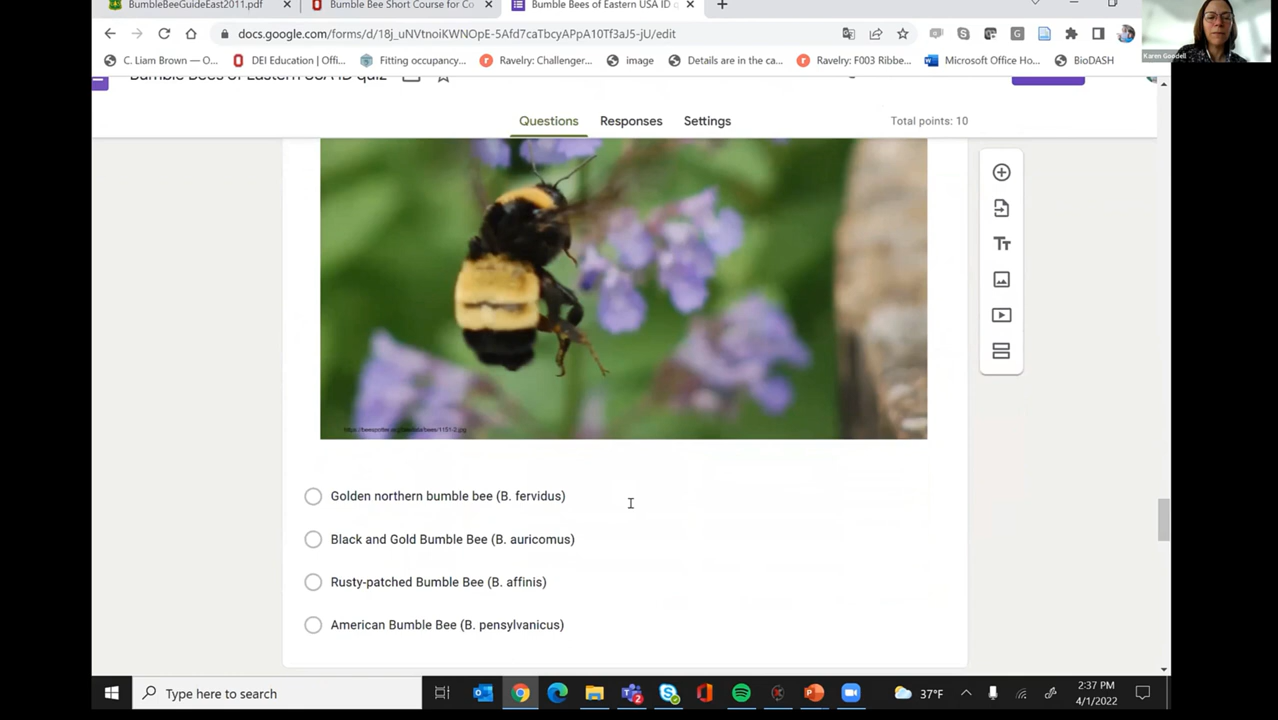 BumbleBeeGuideEast2011.pdf
Bumble Bee Short Course for Co
Bumble Bees of Eastern USA ID q
docs.google.com/forms/d/18j_uNVtnoiKWNOpE-5Afd7caTbcyAPpA10Tf3aJ5-jU/edit
C. Liam Brown — O... DEI Education | Offi... Fitting occupancy... Ravelry: Challenger... image Details are in the ca... Ravelry: F003 Ribbe... Microsoft Office Ho... BioDASH
Karen Goodell
Bumble Bees of Eastern USA ID quiz
Questions Responses Settings Total points: 10
Golden northern bumble bee (B. fervidus)
Black and Gold Bumble Bee (B. auricomus)
Rusty-patched Bumble Bee (B. affinis)
American Bumble Bee (B. pensylvanicus)
Type here to search
37°F
2:37 PM
4/1/2022